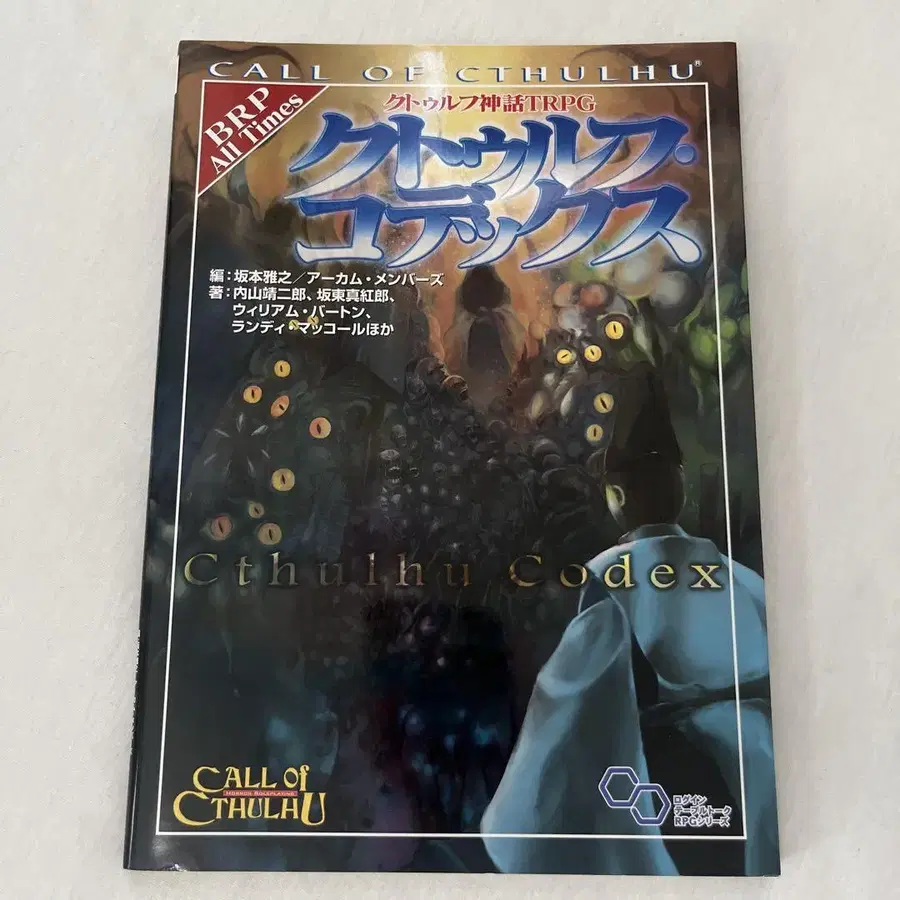 CALL OF CTHULHU®
BRP
All Times
クトゥルフ神話TRPG
クトゥルフ・
コデックス
編：坂本雅之／アーカム・メンバーズ
著：内山靖二郎、坂東真紅郎、
ウィリアム・バートン、
ランディ・マッコールほか
Cthulhu Codex
CALL of
HORROR ROLEPLAYING
CTHULHU
ログイン
テーブルトーク
RPGシリーズ